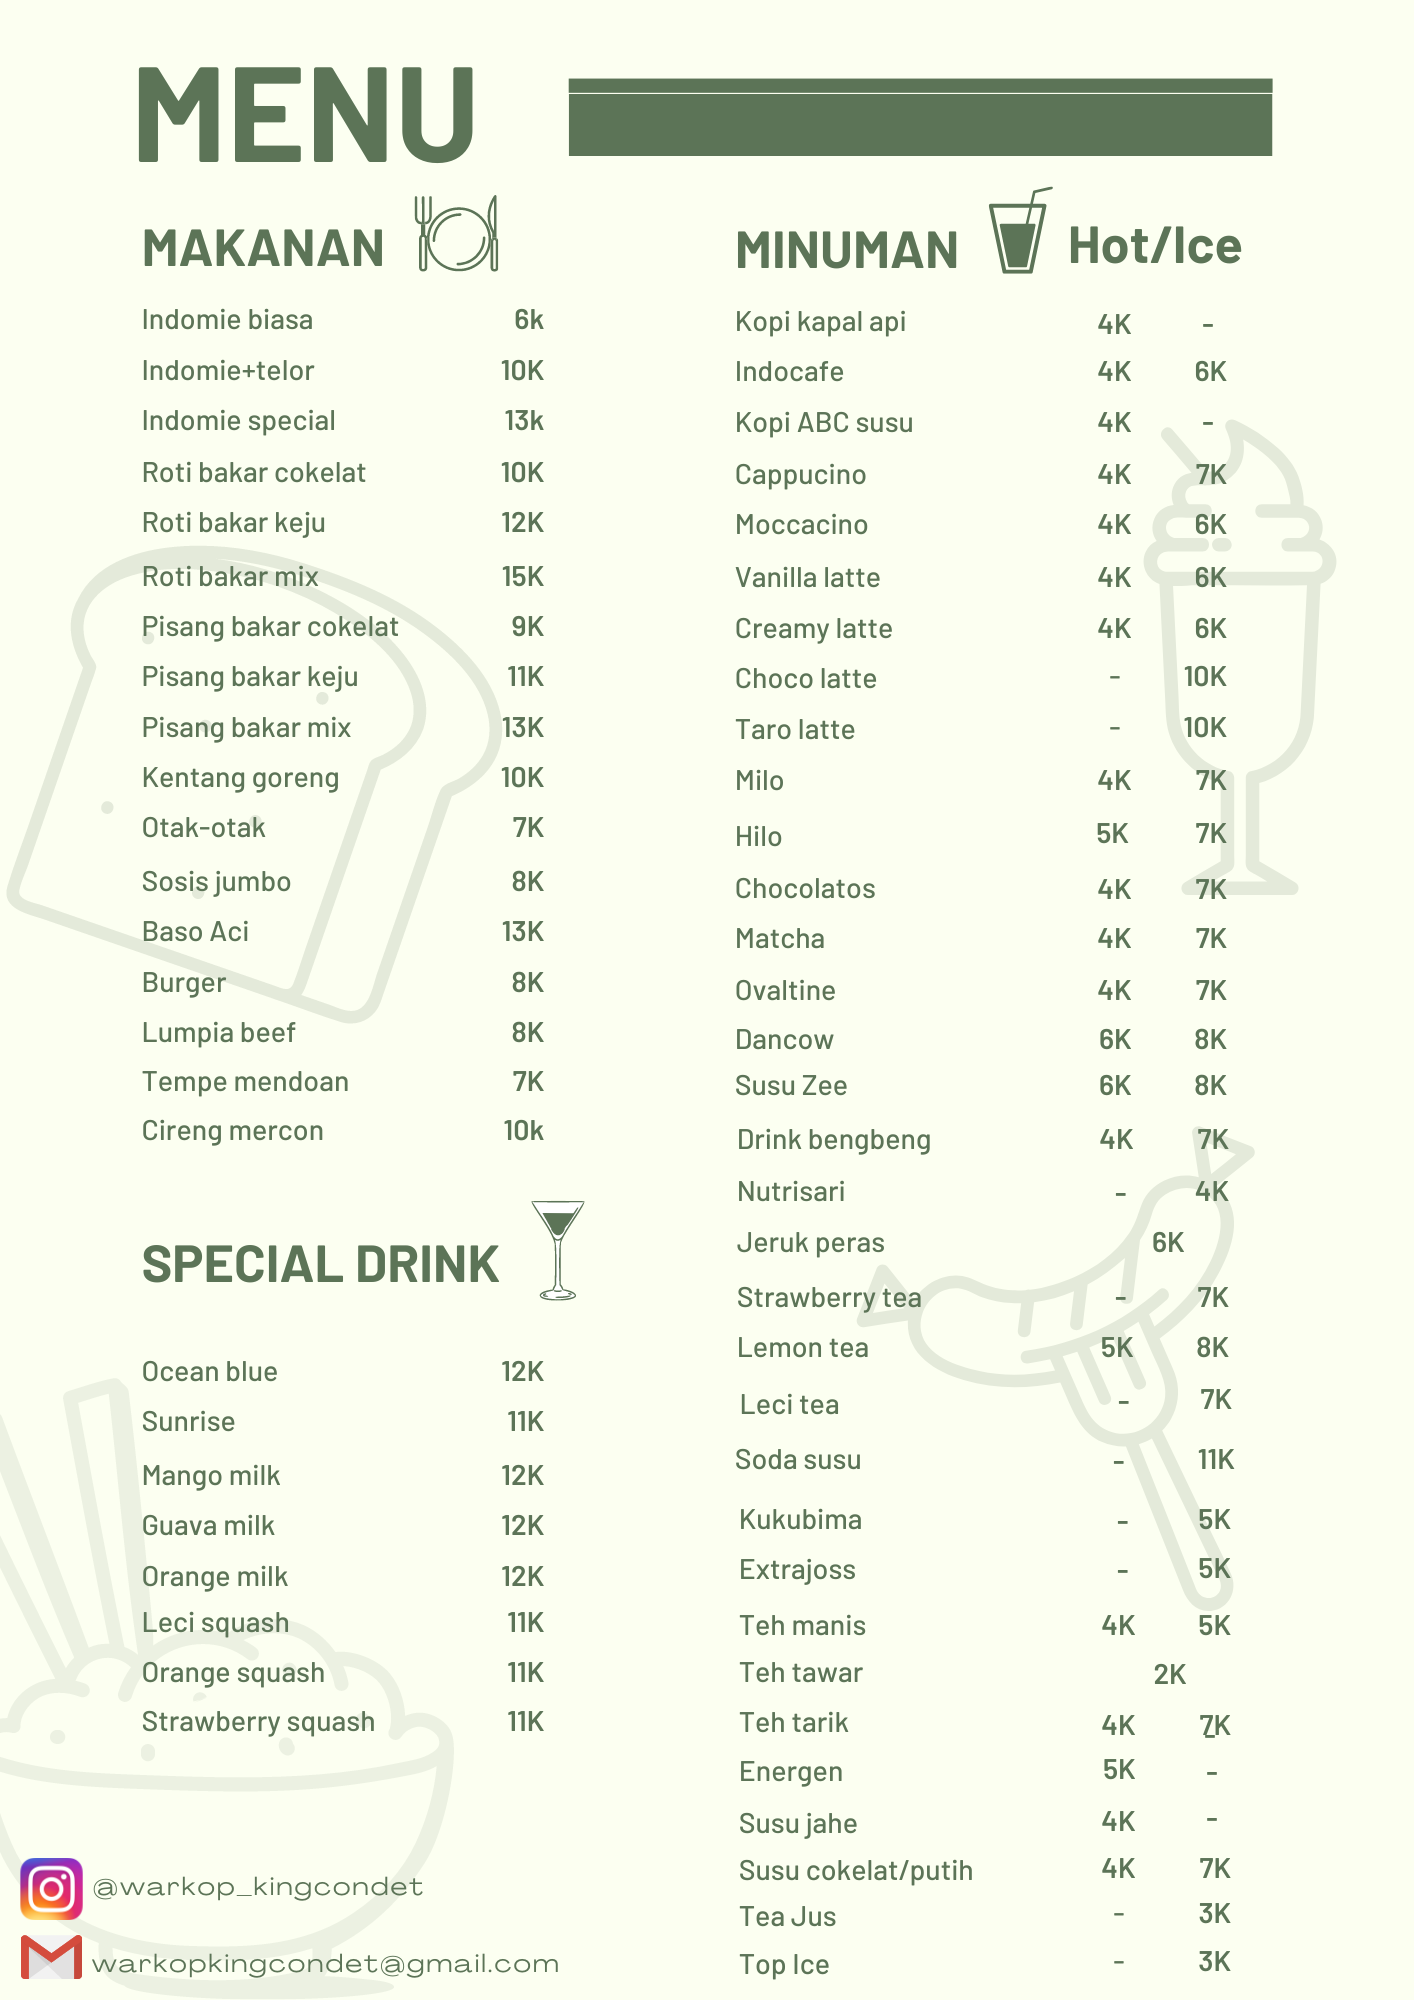 MENU
MAKANAN
Indomie biasa 6k
Indomie+telor 10K
Indomie special 13k
Roti bakar cokelat 10K
Roti bakar keju 12K
Roti bakar mix 15K
Pisang bakar cokelat 9K
Pisang bakar keju 11K
Pisang bakar mix 13K
Kentang goreng 10K
Otak-otak 7K
Sosis jumbo 8K
Baso Aci 13K
Burger 8K
Lumpia beef 8K
Tempe mendoan 7K
Cireng mercon 10k
SPECIAL DRINK
Ocean blue 12K
Sunrise 11K
Mango milk 12K
Guava milk 12K
Orange milk 12K
Leci squash 11K
Orange squash 11K
Strawberry squash 11K
@warkop_kingcondet
warkopkingcondet@gmail.com
MINUMAN Hot/Ice
Kopi kapal api 4K -
Indocafe 4K 6K
Kopi ABC susu 4K -
Cappucino 4K 7K
Moccacino 4K 6K
Vanilla latte 4K 6K
Creamy latte 4K 6K
Choco latte - 10K
Taro latte - 10K
Milo 4K 7K
Hilo 5K 7K
Chocolatos 4K 7K
Matcha 4K 7K
Ovaltine 4K 7K
Dancow 6K 8K
Susu Zee 6K 8K
Drink bengbeng 4K 7K
Nutrisari - 4K
Jeruk peras 6K
Strawberry tea - 7K
Lemon tea 5K 8K
Leci tea - 7K
Soda susu - 11K
Kukubima - 5K
Extrajoss - 5K
Teh manis 4K 5K
Teh tawar 2K
Teh tarik 4K 7K
Energen 5K -
Susu jahe 4K -
Susu cokelat/putih 4K 7K
Tea Jus - 3K
Top Ice - 3K